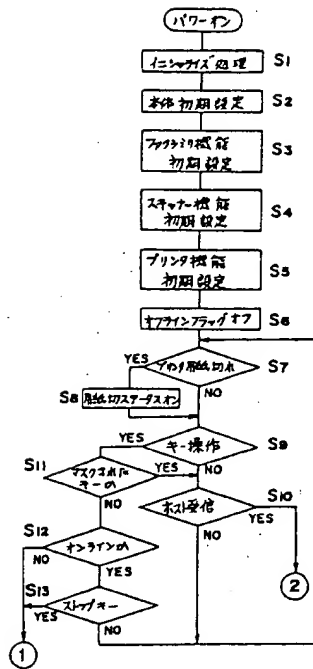 パワーオン
イニシャライズ処理 S1
本体初期設定 S2
ファクシミリ機能
初期設定 S3
スキャナー機能
初期設定 S4
プリンタ機能
初期設定 S5
オフラインフラグオフ S6
YES プリンタ用紙切れ S7
S8 用紙切ステータスオン NO
YES キー操作 S9
S11 マスクされた
キーの YES NO
NO ホスト受信 S10
YES
S12
NO オンラインの
YES NO
S13
ストップキー
YES
NO
1
2